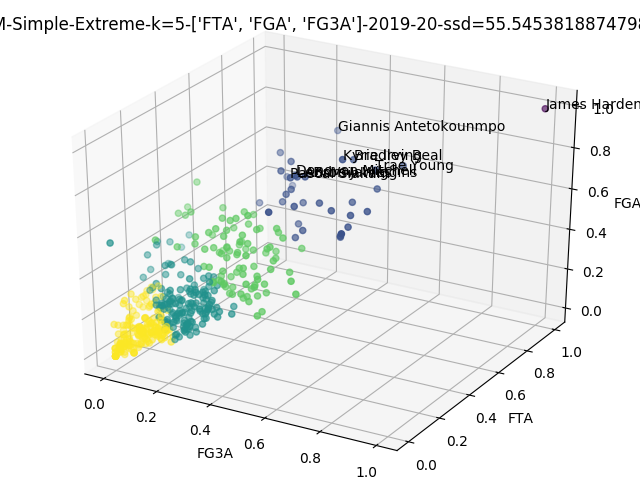 M-Simple-Extreme-k=5-['FTA', 'FGA', 'FG3A']-2019-20-ssd=55.5453818874798
James Harden
Giannis Antetokounmpo
Bradley Beal
Trae Young
1.0
0.8
0.6
0.4
0.2
0.0
FGA
0.0
0.2
0.4
0.6
0.8
1.0
FG3A
0.0
0.2
0.4
0.6
0.8
1.0
FTA